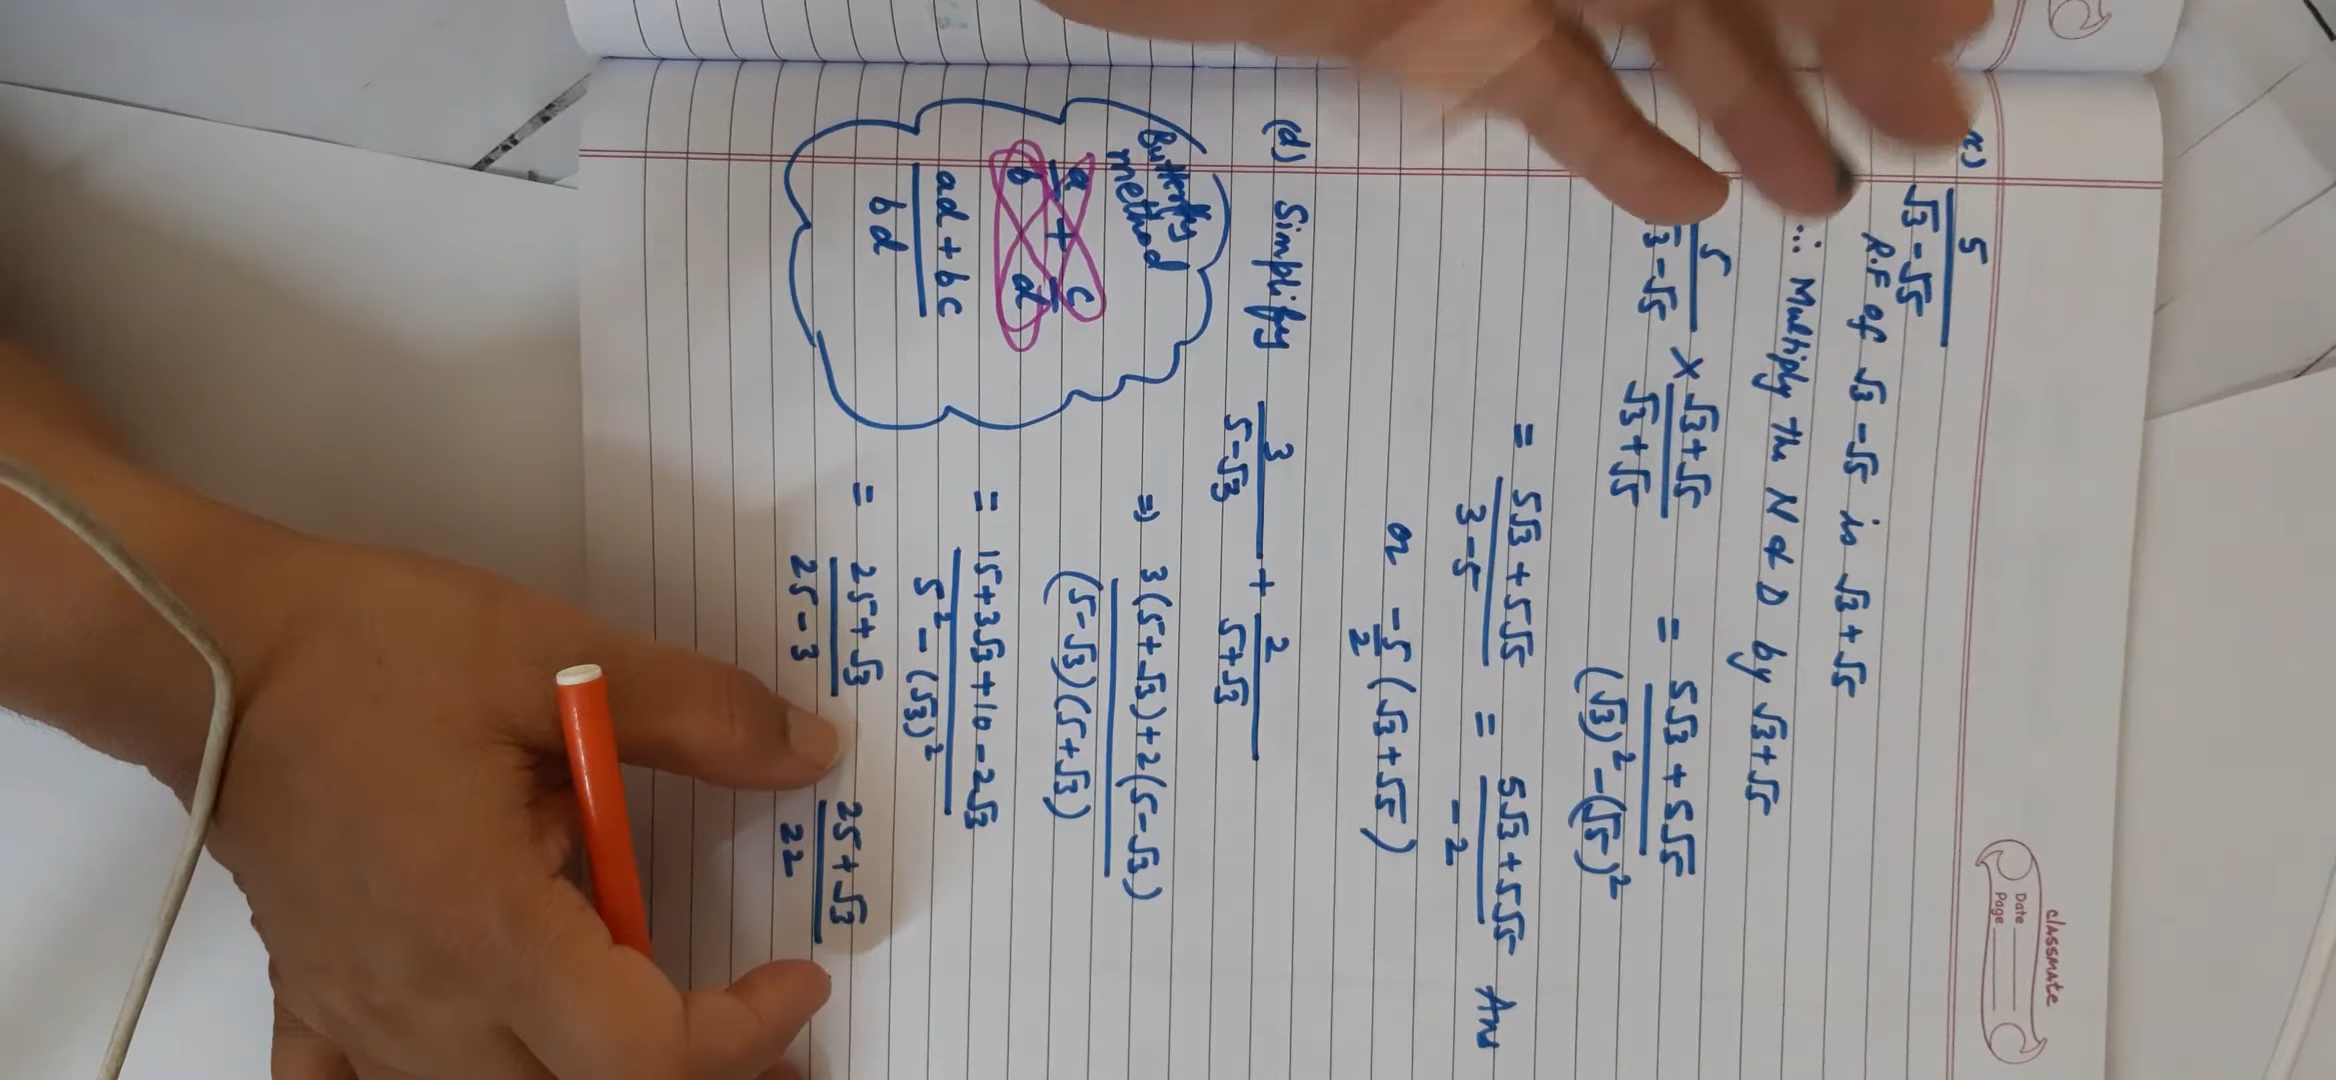 classmate
Date
Page
5
√3-√5
R.F of √3-√5 is √3+√5
∴ Multiply the N & D by √3+√5
5/√3-√5 × √3+√5/√3+√5 = 5√3+5√5/(√3)²-(√5)²
= 5√3+5√5/3-5 = 5√3+5√5/-2 Ans
or -5/2 (√3+√5)
(d) Simplify 3/5-√3 + 2/5+√3
Butterfly method
a/b + c/d
ad+bc/bd
⇒ 3(5+√3)+2(5-√3)/(5-√3)(5+√3)
= 15+3√3+10-2√3/5²-(√3)²
= 25+√3/25-3 25+√3/22